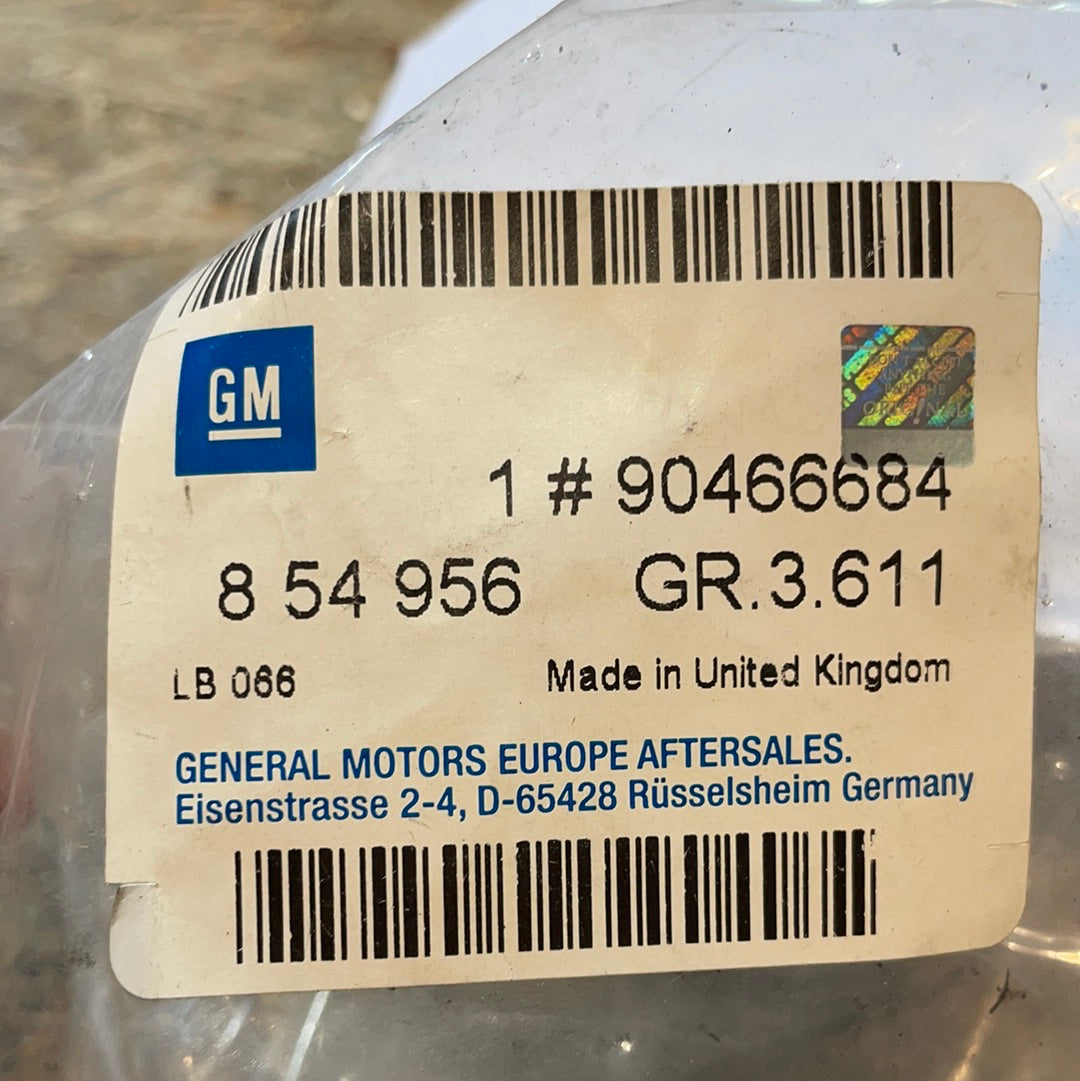 GM
ORIGINAL
1 # 90466684
8 54 956 GR.3.611
LB 066 Made in United Kingdom
GENERAL MOTORS EUROPE AFTERSALES.
Eisenstrasse 2-4, D-65428 Rüsselsheim Germany